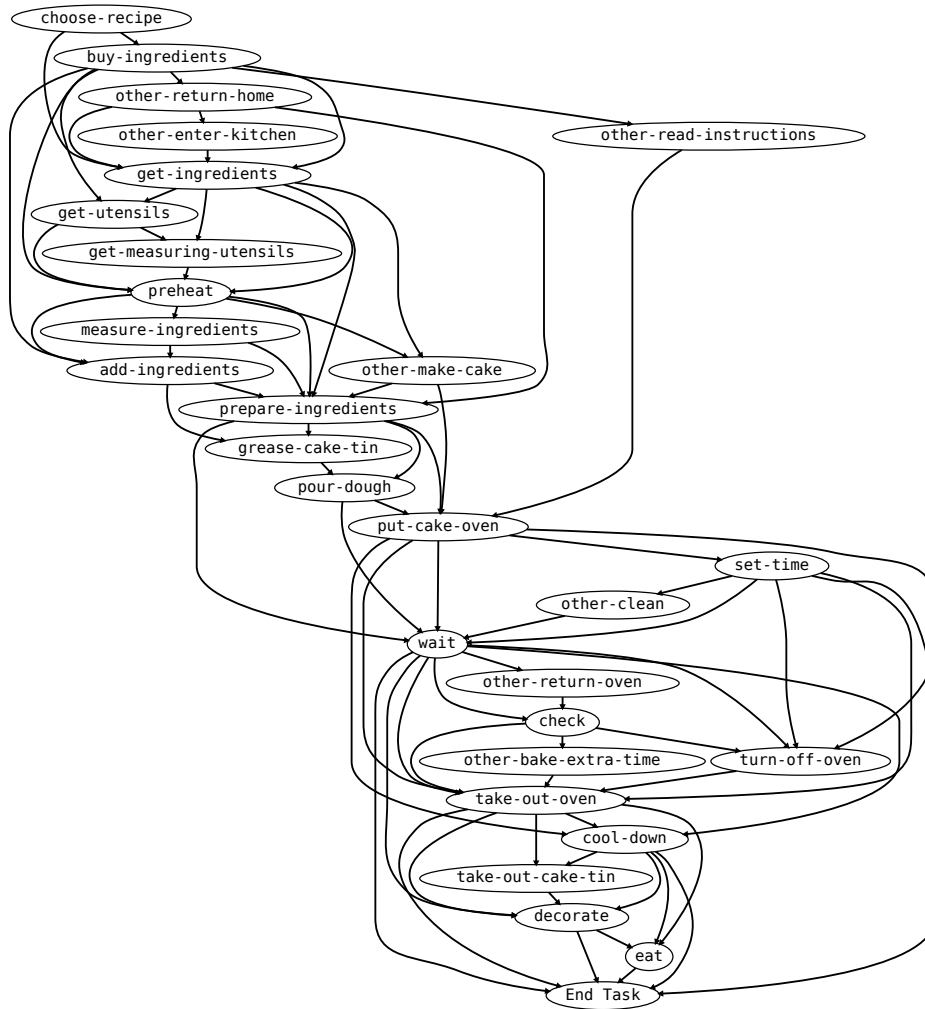 choose-recipe
buy-ingredients
other-return-home
other-enter-kitchen
other-read-instructions
get-ingredients
get-utensils
get-measuring-utensils
preheat
measure-ingredients
add-ingredients
other-make-cake
prepare-ingredients
grease-cake-tin
pour-dough
put-cake-oven
set-time
other-clean
wait
other-return-oven
check
other-bake-extra-time
turn-off-oven
take-out-oven
cool-down
take-out-cake-tin
decorate
eat
End Task